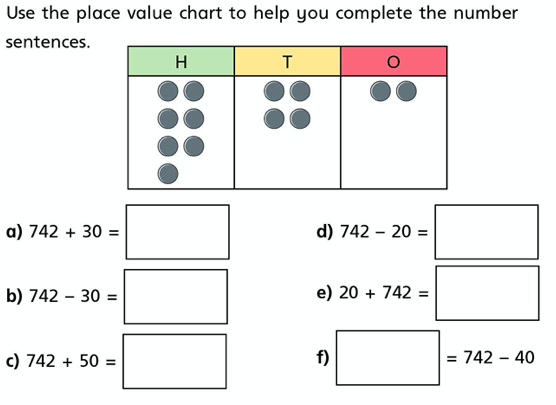 Use the place value chart to help you complete the number
sentences.
H T O
a) 742 + 30 =
b) 742 − 30 =
c) 742 + 50 =
d) 742 − 20 =
e) 20 + 742 =
f) = 742 − 40